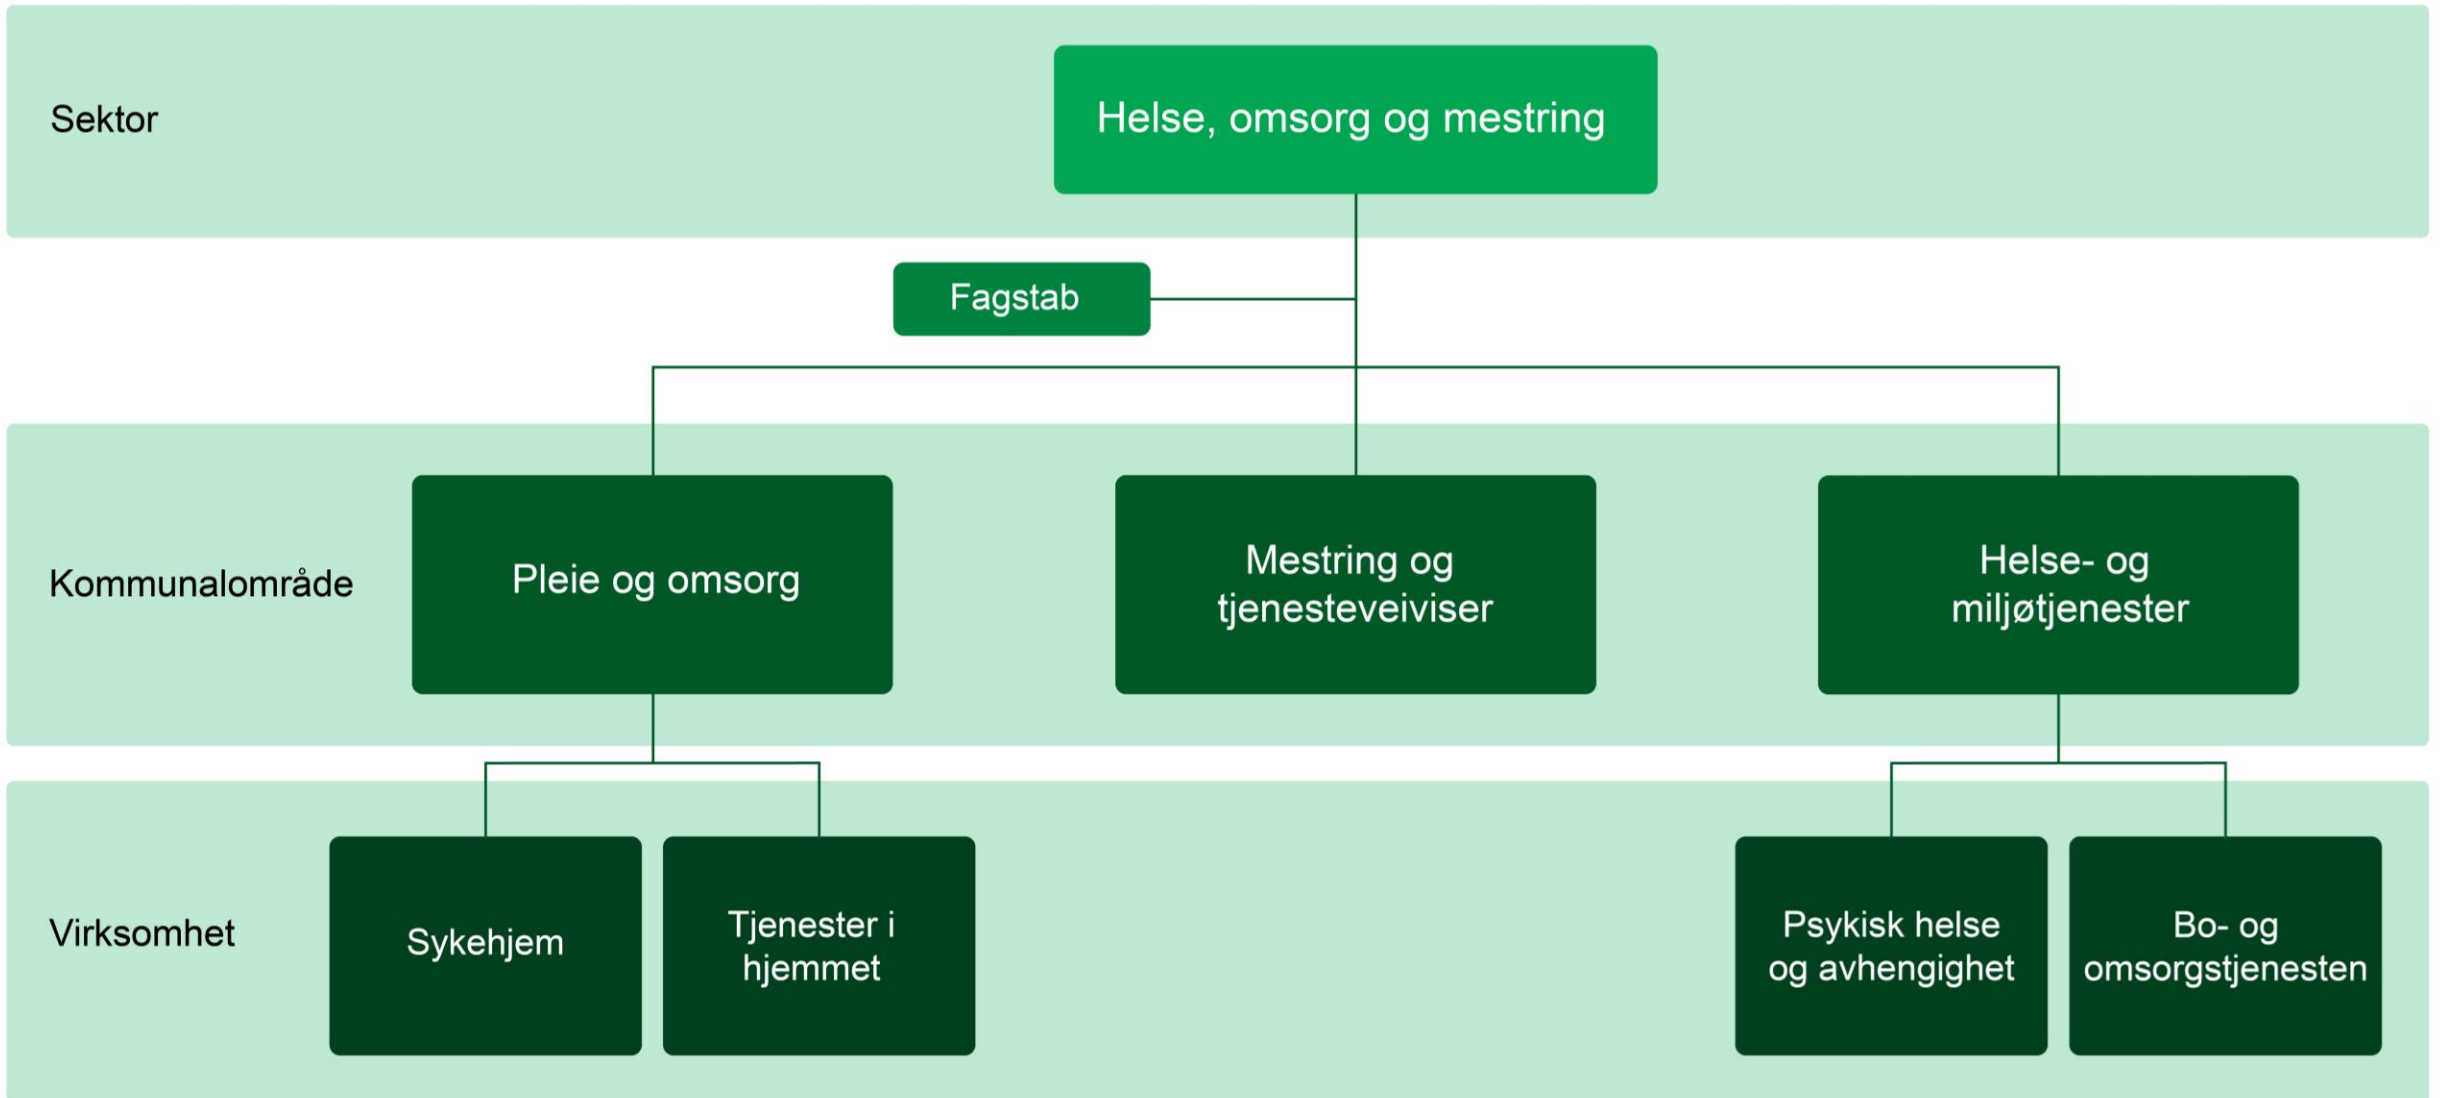 Sektor
Helse, omsorg og mestring
Fagstab
Kommunalområde
Pleie og omsorg
Mestring og
tjenesteveiviser
Helse- og
miljøtjenester
Virksomhet
Sykehjem
Tjenester i
hjemmet
Psykisk helse
og avhengighet
Bo- og
omsorgstjenesten